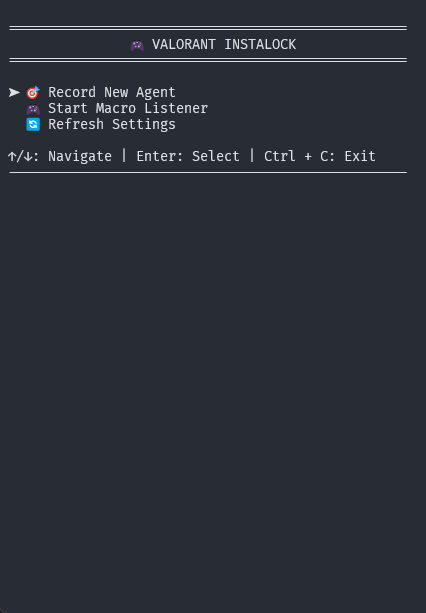 🎮 VALORANT INSTALOCK
➤ 🎯 Record New Agent
🎮 Start Macro Listener
🔄 Refresh Settings
↑/↓: Navigate | Enter: Select | Ctrl + C: Exit